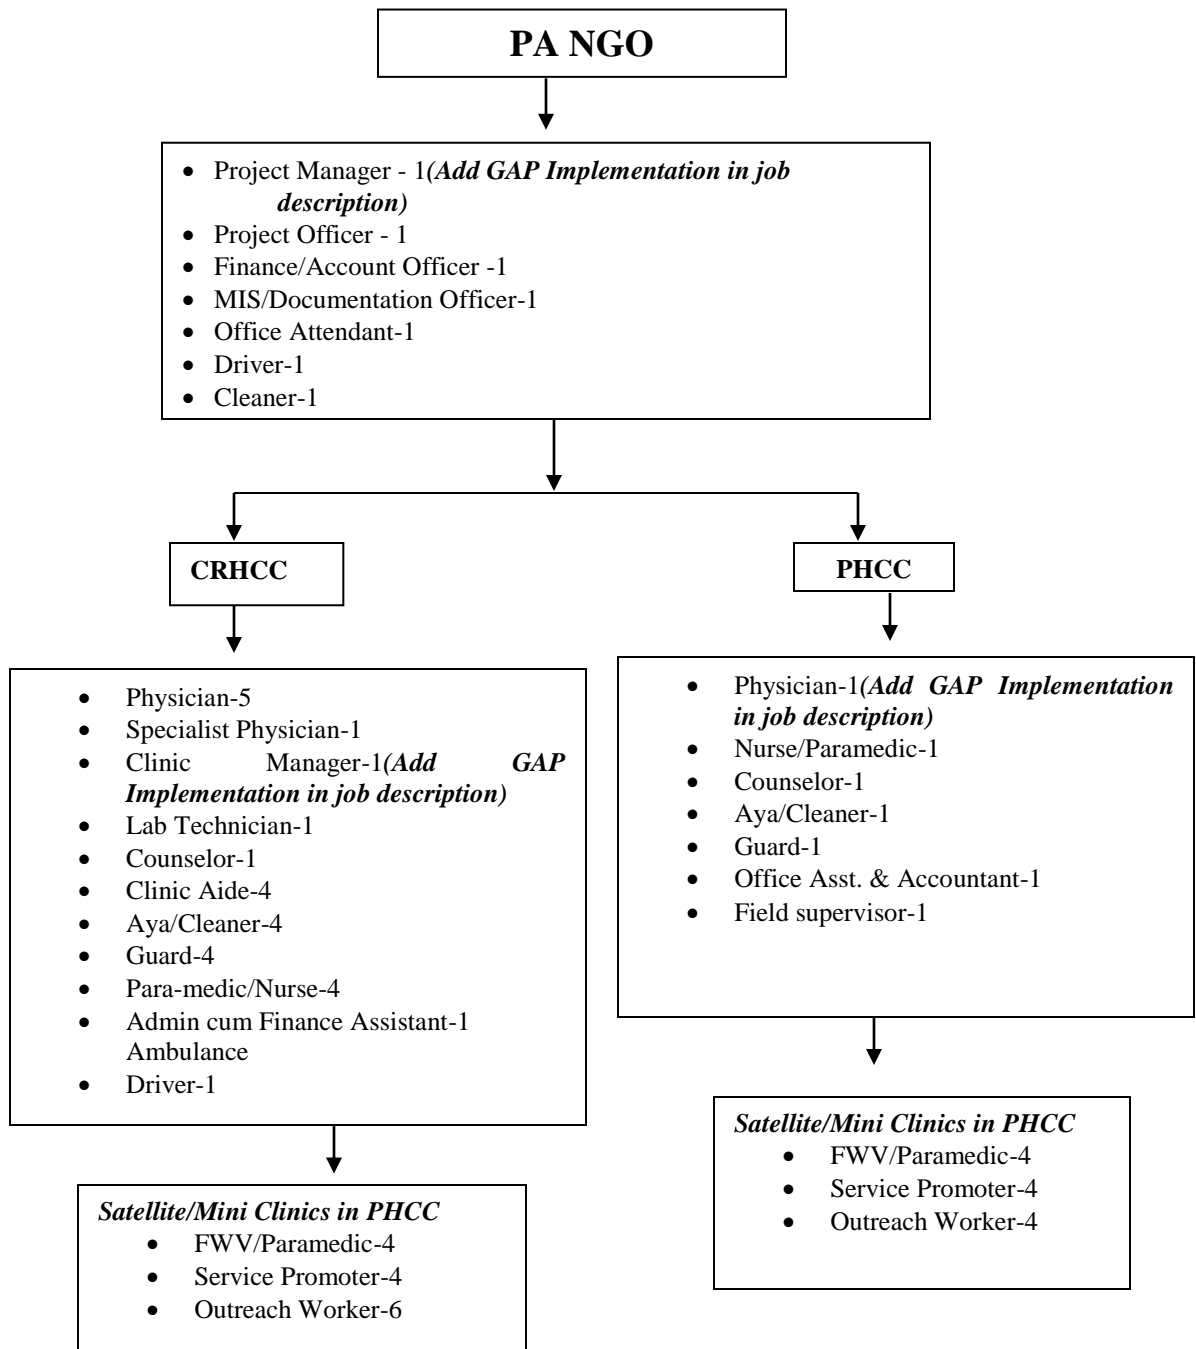 PA NGO
• Project Manager - 1(Add GAP Implementation in job
description)
• Project Officer - 1
• Finance/Account Officer -1
• MIS/Documentation Officer-1
• Office Attendant-1
• Driver-1
• Cleaner-1
CRHCC
• Physician-5
• Specialist Physician-1
• Clinic Manager-1(Add GAP
Implementation in job description)
• Lab Technician-1
• Counselor-1
• Clinic Aide-4
• Aya/Cleaner-4
• Guard-4
• Para-medic/Nurse-4
• Admin cum Finance Assistant-1
Ambulance
• Driver-1
Satellite/Mini Clinics in PHCC
• FWV/Paramedic-4
• Service Promoter-4
• Outreach Worker-6
PHCC
• Physician-1(Add GAP Implementation
in job description)
• Nurse/Paramedic-1
• Counselor-1
• Aya/Cleaner-1
• Guard-1
• Office Asst. & Accountant-1
• Field supervisor-1
Satellite/Mini Clinics in PHCC
• FWV/Paramedic-4
• Service Promoter-4
• Outreach Worker-4